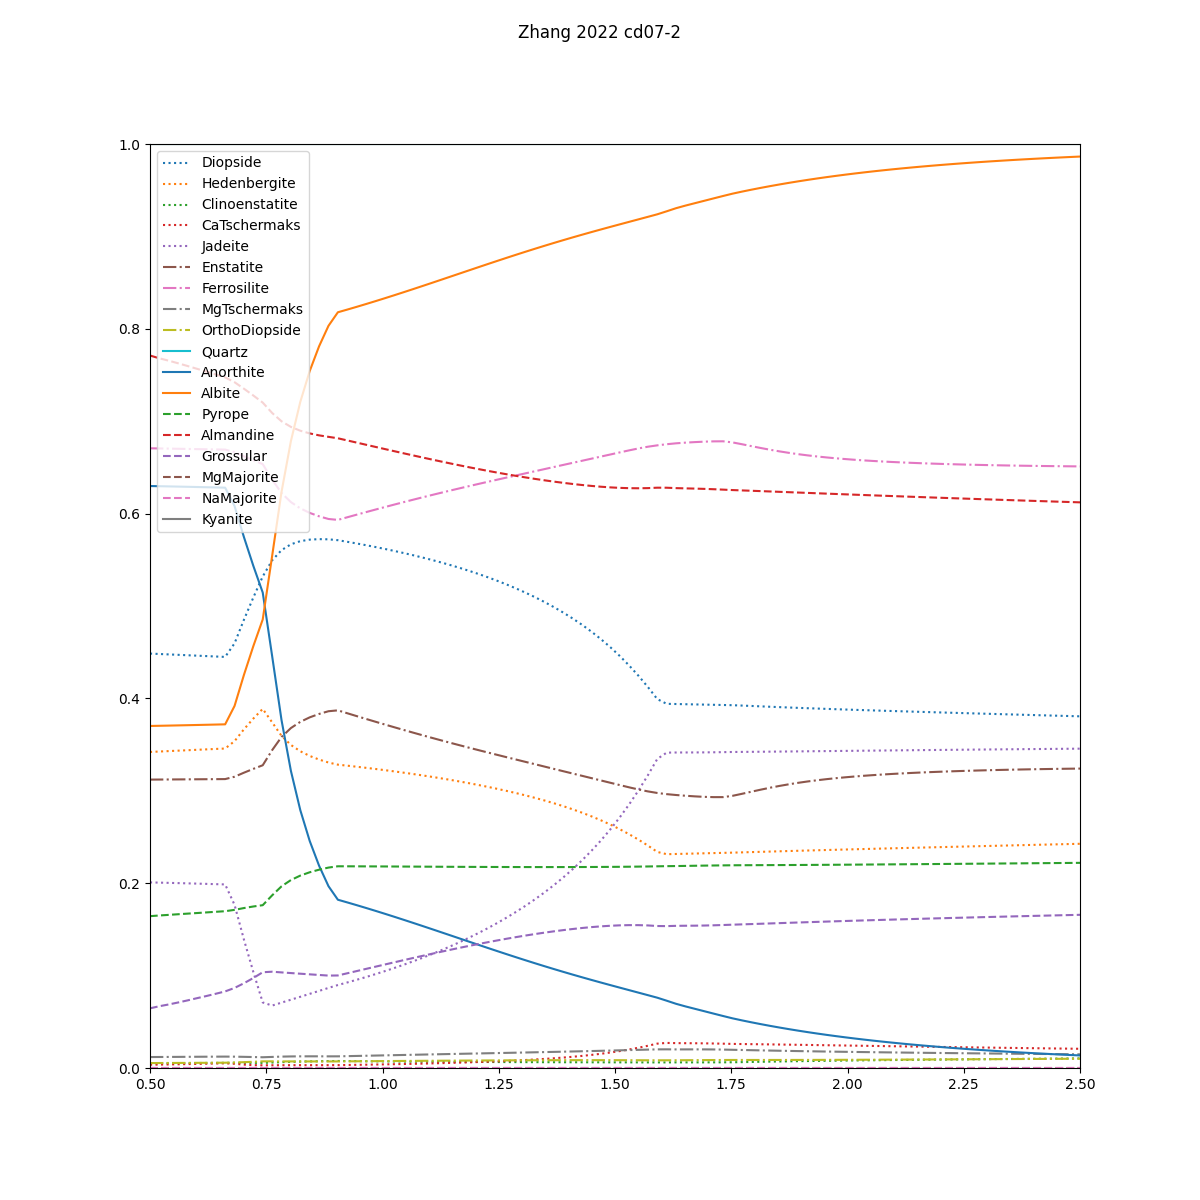 Zhang 2022 cd07-2
1.0
0.8
0.6
0.4
0.2
0.0
Diopside
Hedenbergite
Clinoenstatite
CaTschermaks
Jadeite
Enstatite
Ferrosilite
MgTschermaks
OrthoDiopside
Quartz
Anorthite
Albite
Pyrope
Almandine
Grossular
MgMajorite
NaMajorite
Kyanite
0.50 0.75 1.00 1.25 1.50 1.75 2.00 2.25 2.50